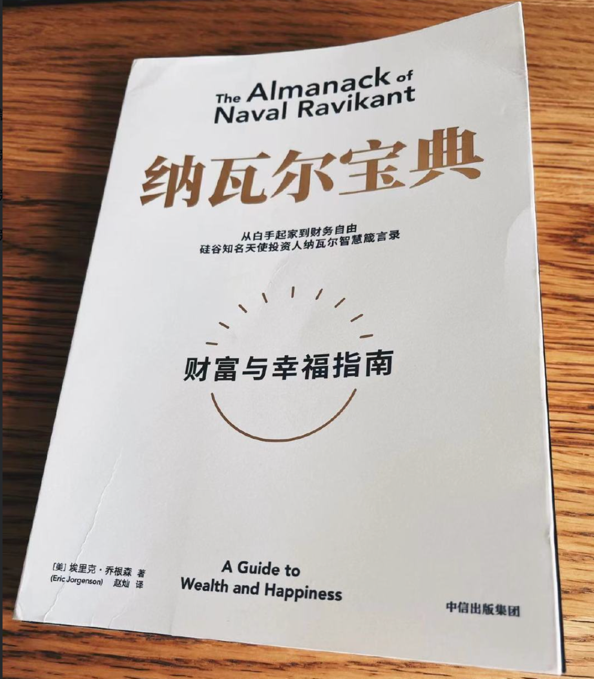 The Almanack of
Naval Ravikant
纳瓦尔宝典
从白手起家到财务自由
硅谷知名天使投资人纳瓦尔智慧箴言录
财富与幸福指南
[美] 埃里克·乔根森 著
(Eric Jorgenson) 赵灿 译
A Guide to
Wealth and Happiness
中信出版集团